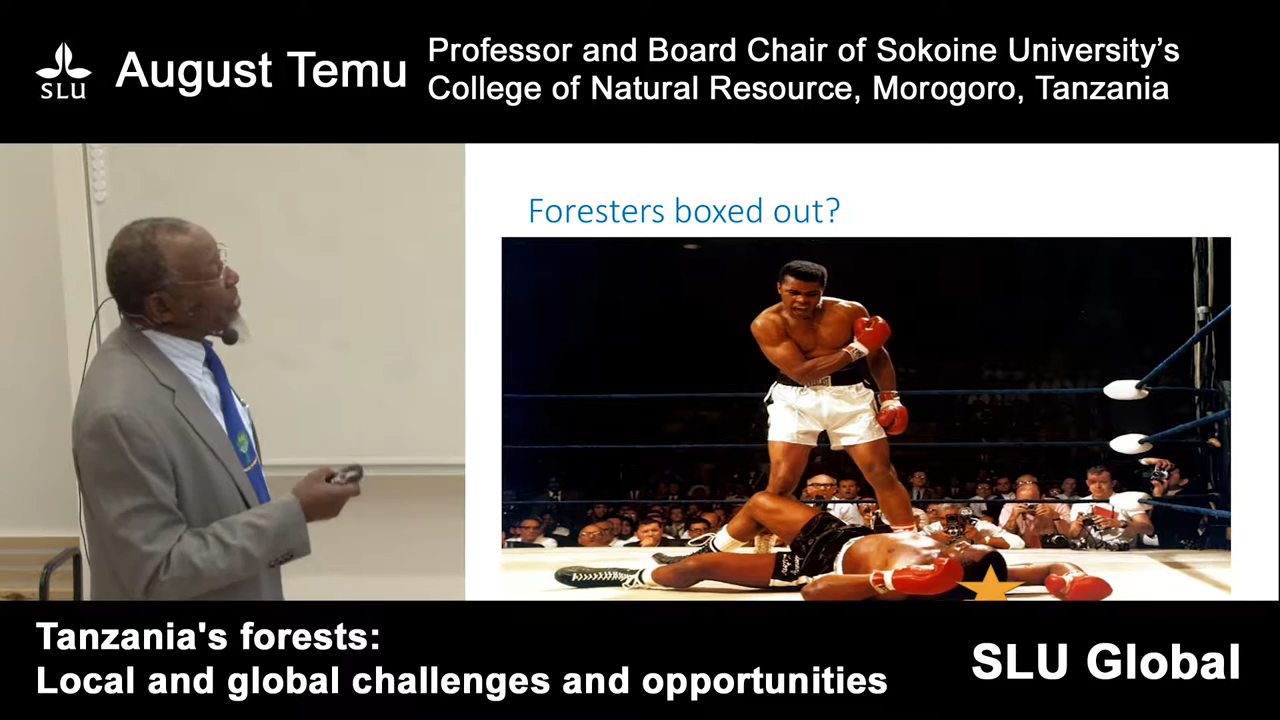 SLU
August Temu
Professor and Board Chair of Sokoine University's
College of Natural Resource, Morogoro, Tanzania
Foresters boxed out?
Tanzania's forests:
Local and global challenges and opportunities
SLU Global